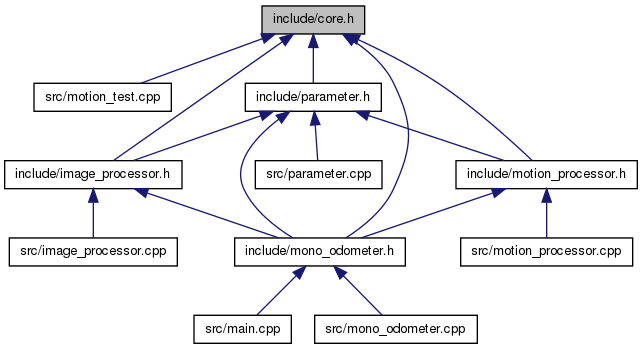 include/core.h
src/motion_test.cpp
include/parameter.h
include/image_processor.h
src/parameter.cpp
include/motion_processor.h
src/image_processor.cpp
include/mono_odometer.h
src/motion_processor.cpp
src/main.cpp
src/mono_odometer.cpp